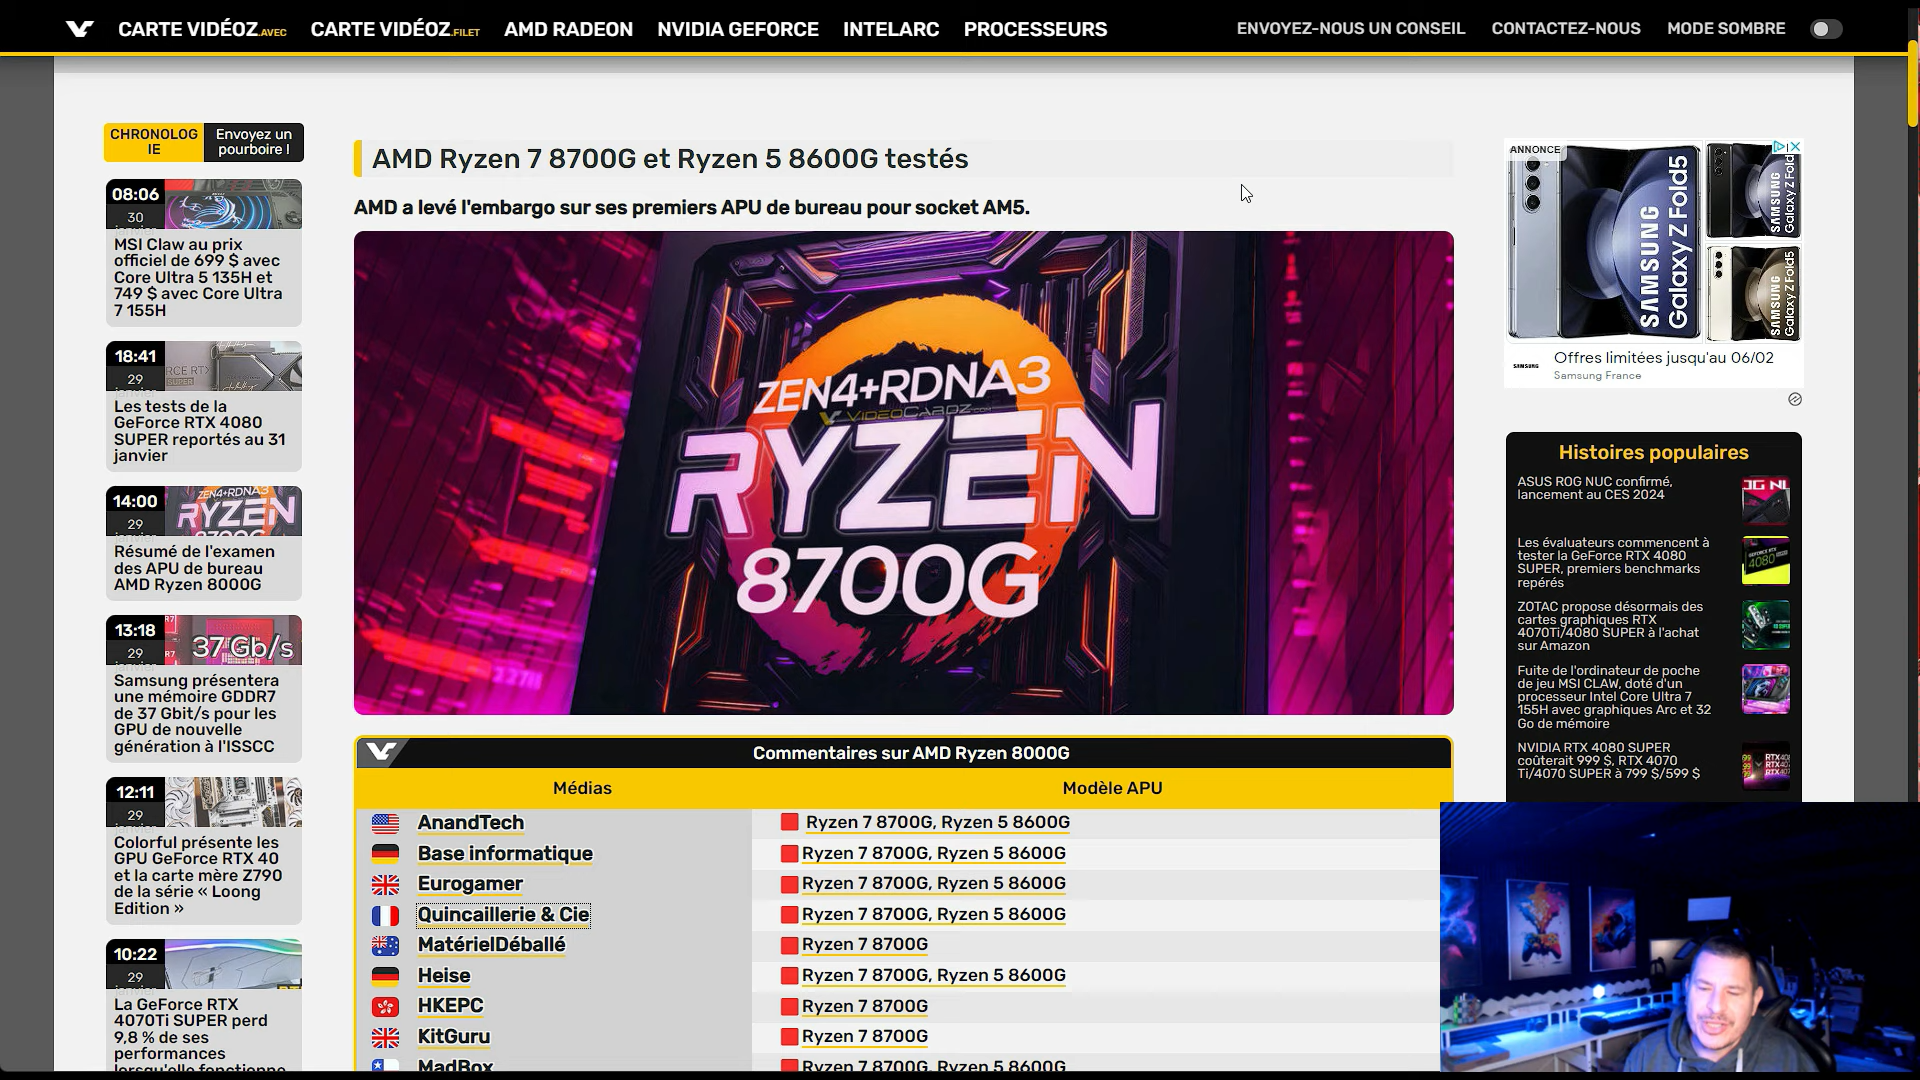 CARTE VIDÉOZ.AVEC CARTE VIDÉOZ.FILET AMD RADEON NVIDIA GEFORCE INTELARC PROCESSEURS ENVOYEZ-NOUS UN CONSEIL CONTACTEZ-NOUS MODE SOMBRE
CHRONOLOG
IE
Envoyez un
pourboire !
08:06
30
MSI Claw au prix
officiel de 699 $ avec
Core Ultra 5 135H et
749 $ avec Core Ultra
7 155H
18:41
29
Les tests de la
GeForce RTX 4080
SUPER reportés au 31
janvier
14:00
29
ZEN4+RDNA3
RYZEN
8700G
Résumé de l'examen
des APU de bureau
AMD Ryzen 8000G
13:18
29
37 Gb/s
Samsung présentera
une mémoire GDDR7
de 37 Gbit/s pour les
GPU de nouvelle
génération à l'ISSCC
12:11
29
Colorful présente les
GPU GeForce RTX 40
et la carte mère Z790
de la série « Loong
Edition »
10:22
29
La GeForce RTX
4070Ti SUPER perd
9,8 % de ses
performances
lorsqu'elle fonctionne
AMD Ryzen 7 8700G et Ryzen 5 8600G testés
AMD a levé l'embargo sur ses premiers APU de bureau pour socket AM5.
ZEN4+RDNA3
VIDEOCARDZ.COM
RYZEN
8700G
Commentaires sur AMD Ryzen 8000G
Médias Modèle APU
AnandTech Ryzen 7 8700G, Ryzen 5 8600G
Base informatique Ryzen 7 8700G, Ryzen 5 8600G
Eurogamer Ryzen 7 8700G, Ryzen 5 8600G
Quincaillerie & Cie Ryzen 7 8700G, Ryzen 5 8600G
MatérielDéballé Ryzen 7 8700G
Heise Ryzen 7 8700G, Ryzen 5 8600G
HKEPC Ryzen 7 8700G
KitGuru Ryzen 7 8700G
MadBox Ryzen 7 8700G, Ryzen 5 8600G
ANNONCE
SAMSUNG
Galaxy Z Fold5
SAMSUNG
Galaxy Z Fold5
SAMSUNG
Galaxy Z Fold5
SAMSUNG
Offres limitées jusqu'au 06/02
Samsung France
Histoires populaires
ASUS ROG NUC confirmé,
lancement au CES 2024
Les évaluateurs commencent à
tester la GeForce RTX 4080
SUPER, premiers benchmarks
repérés
ZOTAC propose désormais des
cartes graphiques RTX
4070Ti/4080 SUPER à l'achat
sur Amazon
Fuite de l'ordinateur de poche
de jeu MSI CLAW, doté d'un
processeur Intel Core Ultra 7
155H avec graphiques Arc et 32
Go de mémoire
NVIDIA RTX 4080 SUPER
coûterait 999 $, RTX 4070
Ti/4070 SUPER à 799 $/599 $